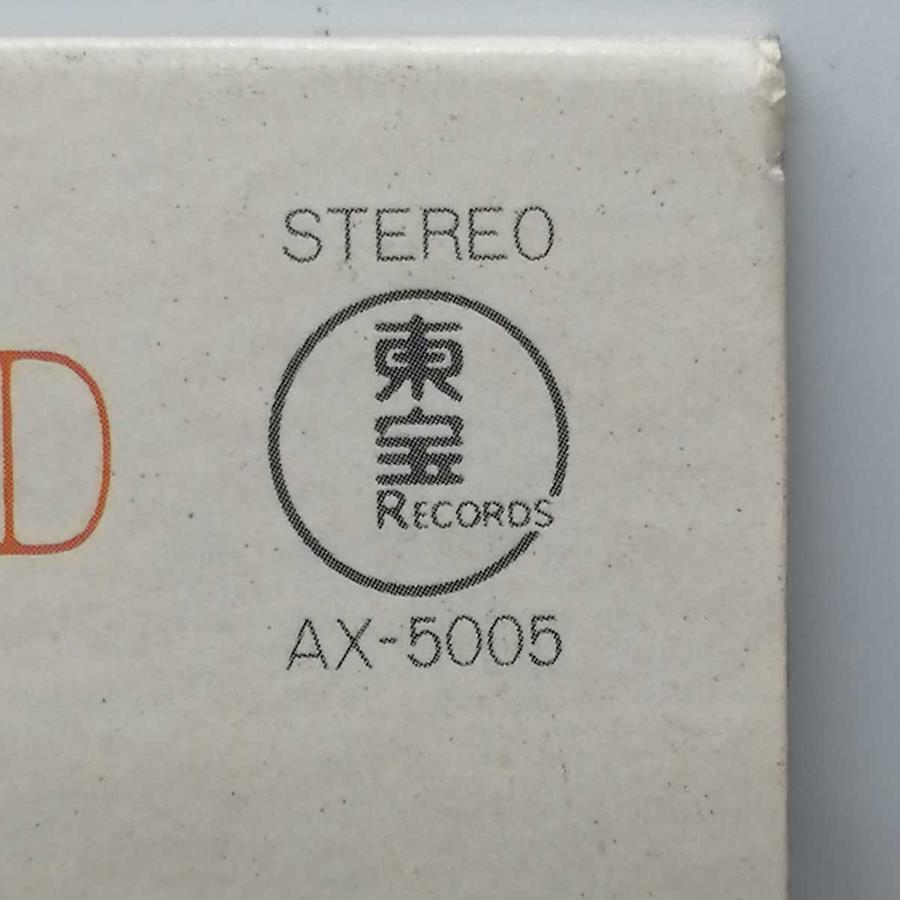 STEREO
D
東
宝
RECORDS
AX-5005